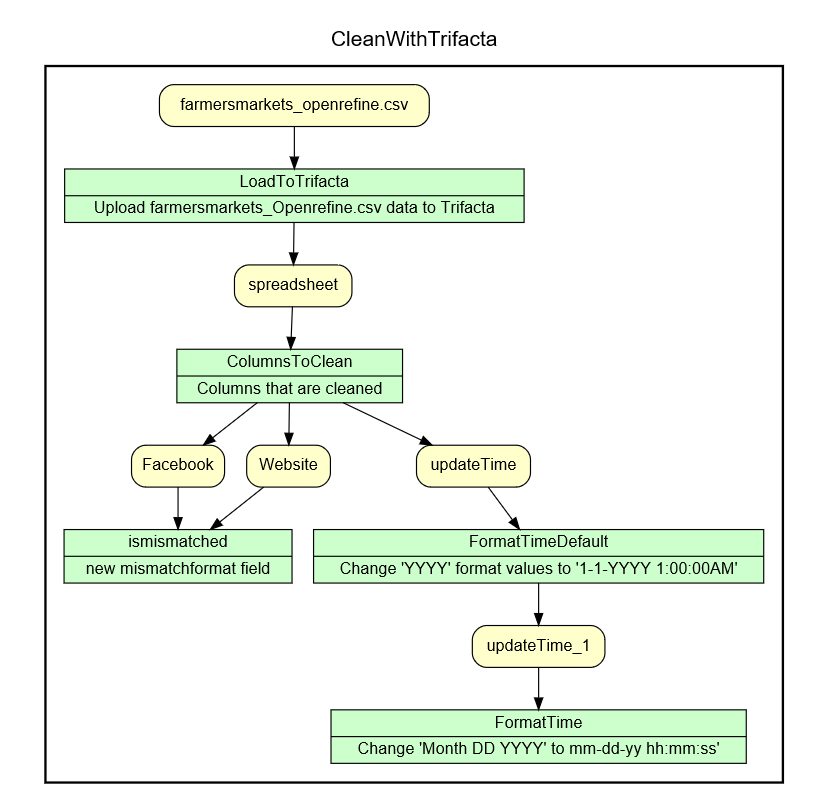 CleanWithTrifacta
farmersmarkets_openrefine.csv
LoadToTrifacta
Upload farmersmarkets_Openrefine.csv data to Trifacta
spreadsheet
ColumnsToClean
Columns that are cleaned
Facebook
Website
updateTime
ismismatched
new mismatchformat field
FormatTimeDefault
Change 'YYYY' format values to '1-1-YYYY 1:00:00AM'
updateTime_1
FormatTime
Change 'Month DD YYYY' to mm-dd-yy hh:mm:ss'